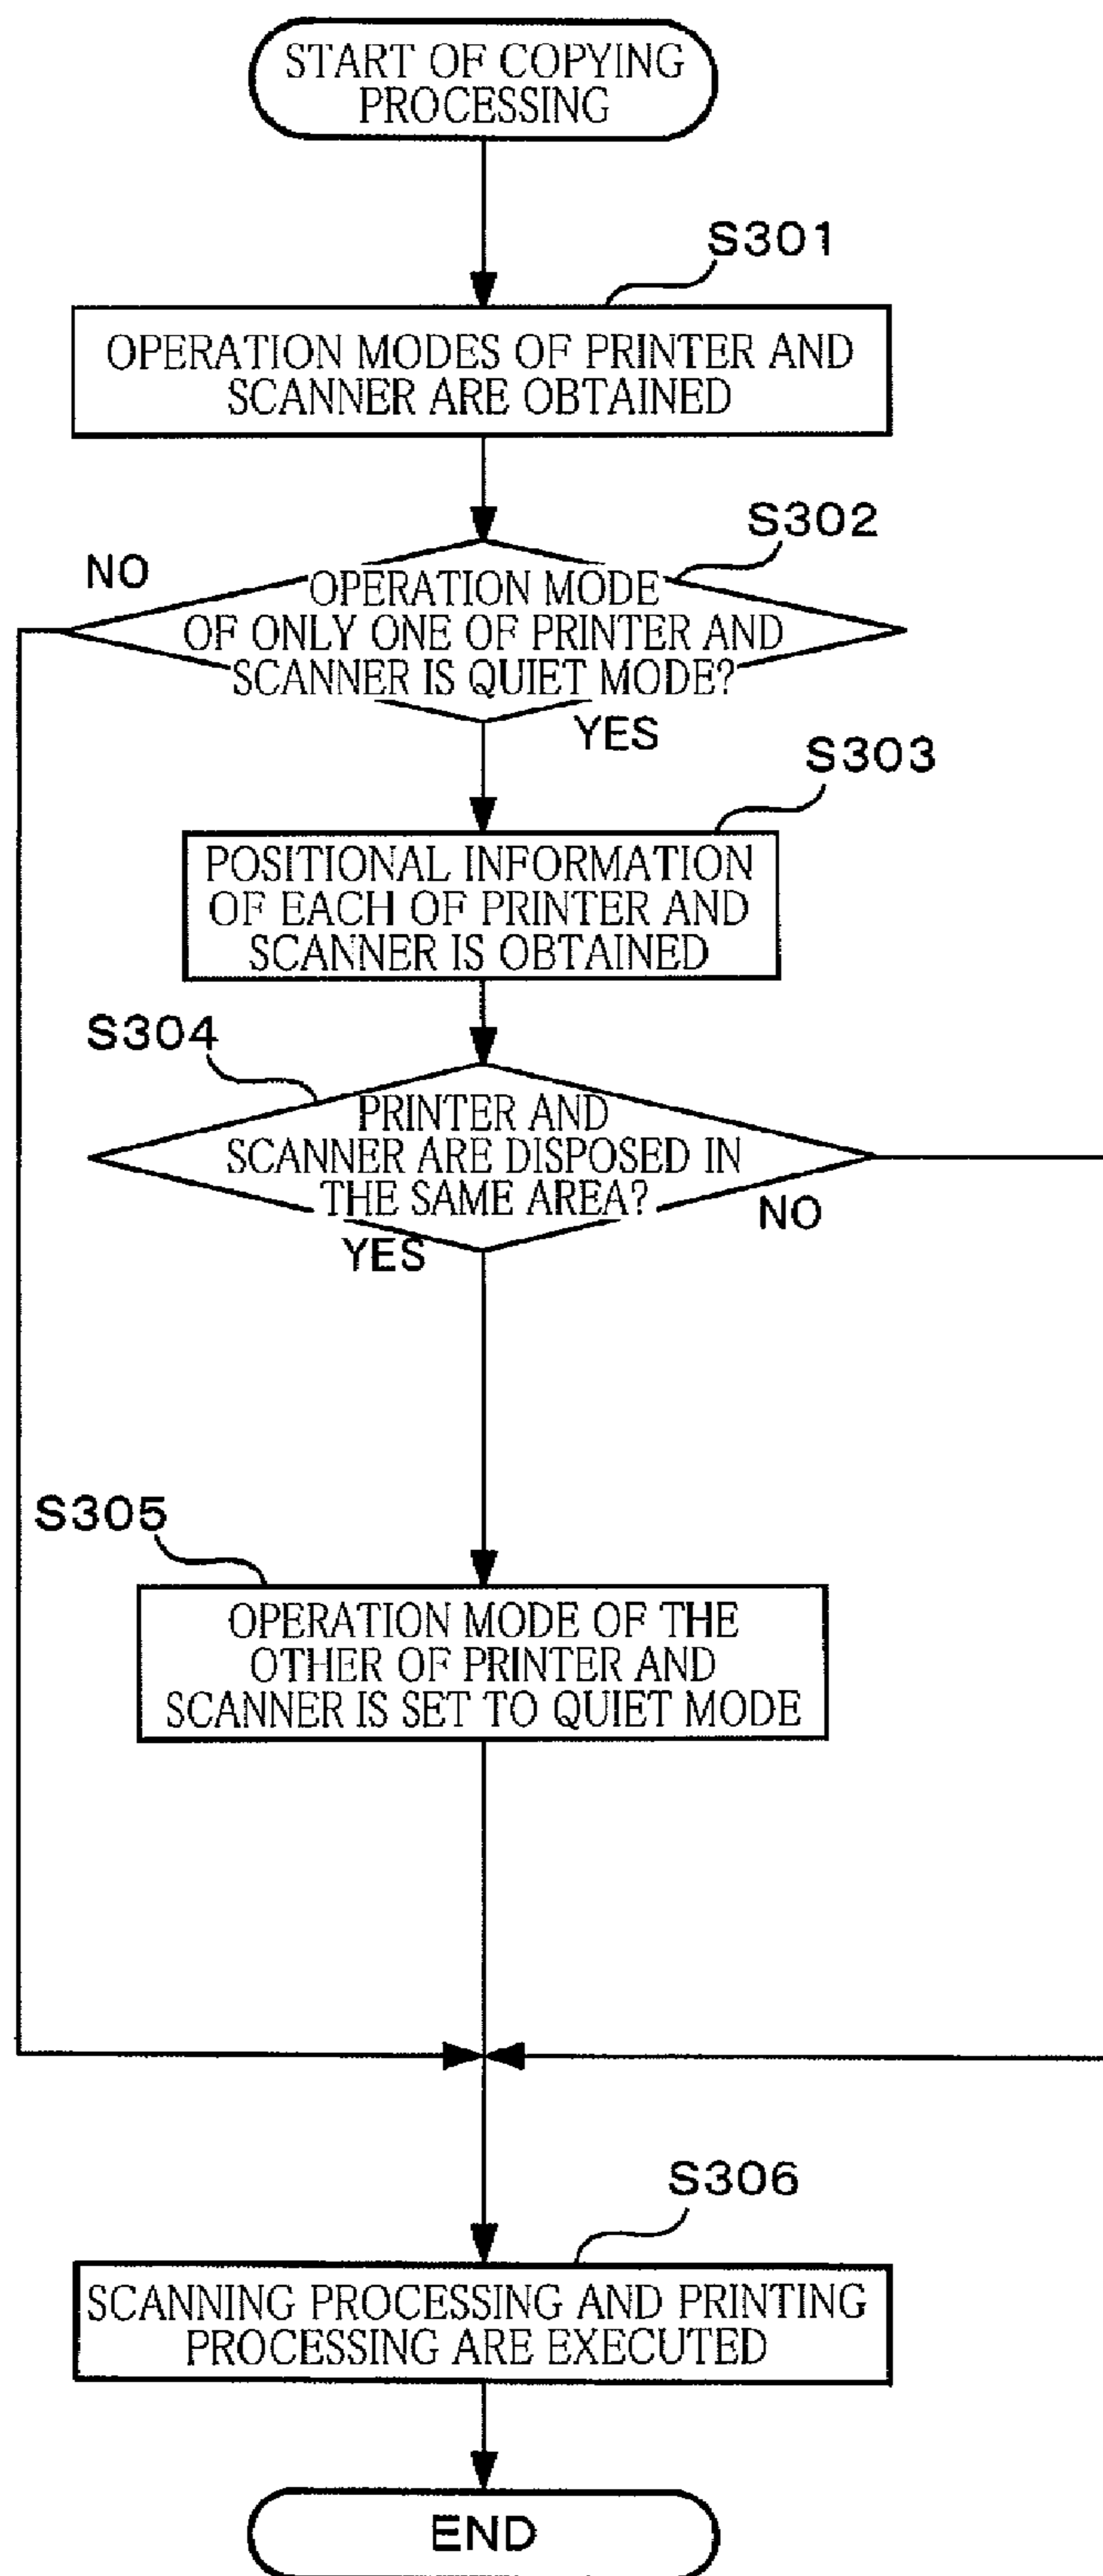 START OF COPYING
PROCESSING
S301
OPERATION MODES OF PRINTER AND
SCANNER ARE OBTAINED
S302
NO
OPERATION MODE
OF ONLY ONE OF PRINTER AND
SCANNER IS QUIET MODE?
YES
S303
POSITIONAL INFORMATION
OF EACH OF PRINTER AND
SCANNER IS OBTAINED
S304
PRINTER AND
SCANNER ARE DISPOSED IN
THE SAME AREA?
NO
YES
S305
OPERATION MODE OF THE
OTHER OF PRINTER AND
SCANNER IS SET TO QUIET MODE
S306
SCANNING PROCESSING AND PRINTING
PROCESSING ARE EXECUTED
END